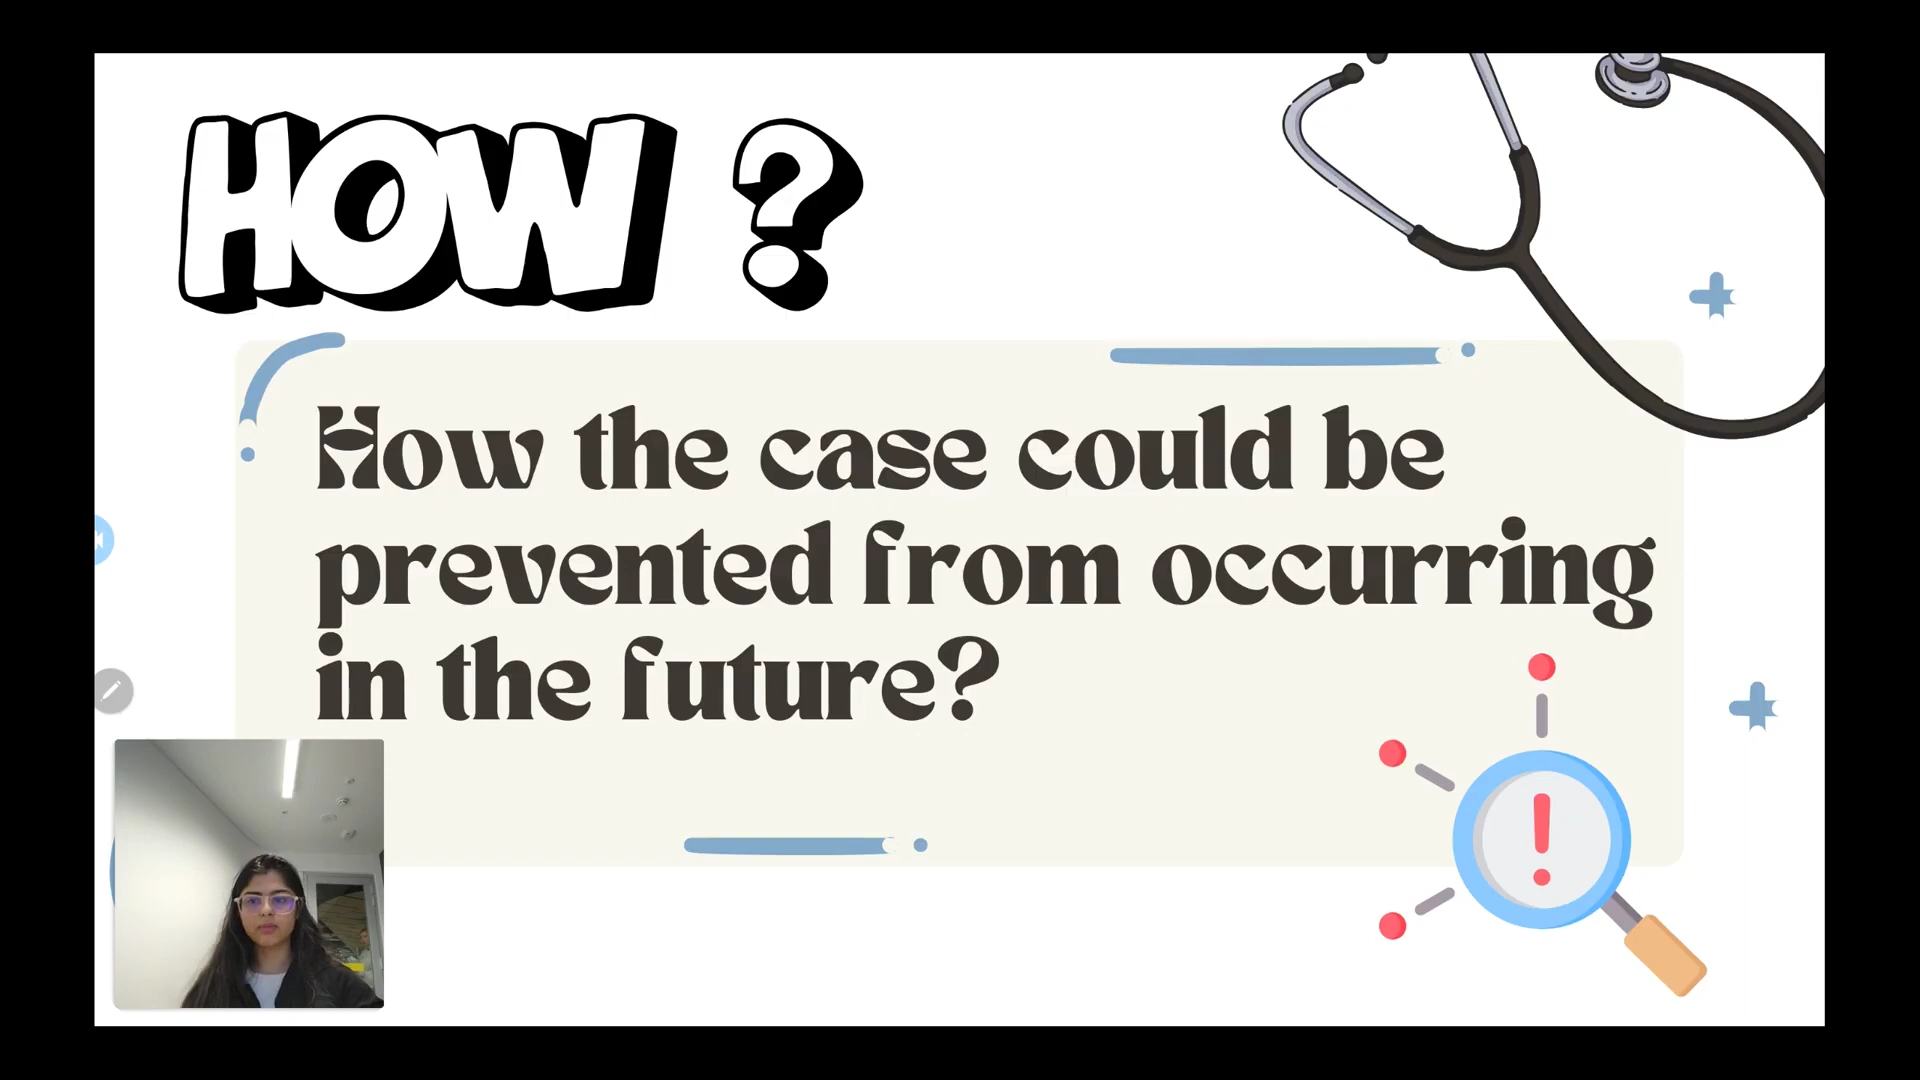 HOW ?
How the case could be
prevented from occurring
in the future?